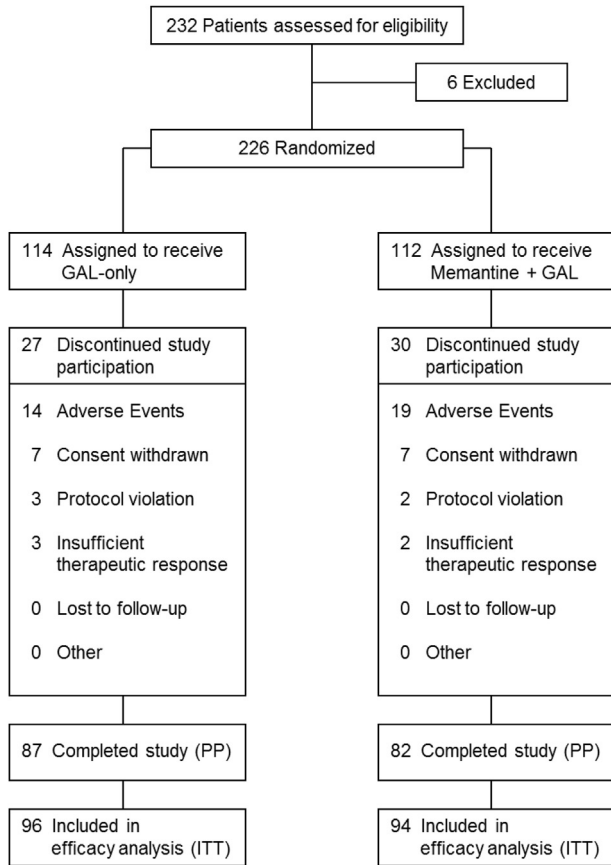 232 Patients assessed for eligibility
6 Excluded
226 Randomized
114 Assigned to receive
GAL-only
27 Discontinued study
participation
14 Adverse Events
7 Consent withdrawn
3 Protocol violation
3 Insufficient
therapeutic response
0 Lost to follow-up
0 Other
87 Completed study (PP)
96 Included in
efficacy analysis (ITT)
112 Assigned to receive
Memantine + GAL
30 Discontinued study
participation
19 Adverse Events
7 Consent withdrawn
2 Protocol violation
2 Insufficient
therapeutic response
0 Lost to follow-up
0 Other
82 Completed study (PP)
94 Included in
efficacy analysis (ITT)